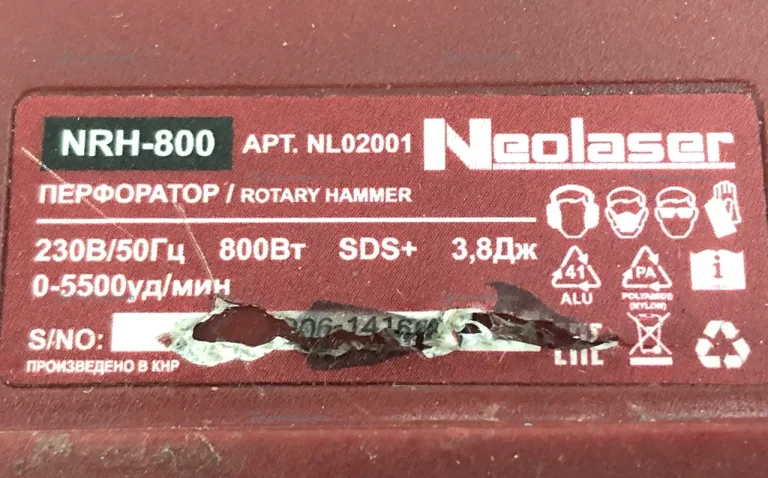 NRH-800 АРТ. NL02001 Neolaser
ПЕРФОРАТОР / ROTARY HAMMER
230В/50Гц 800Вт SDS+ 3,8Дж
0-5500уд/мин
41
ALU
PA
POLYAMIDE
(NYLON)
i
S/NO:
ПРОИЗВЕДЕНО В КНР